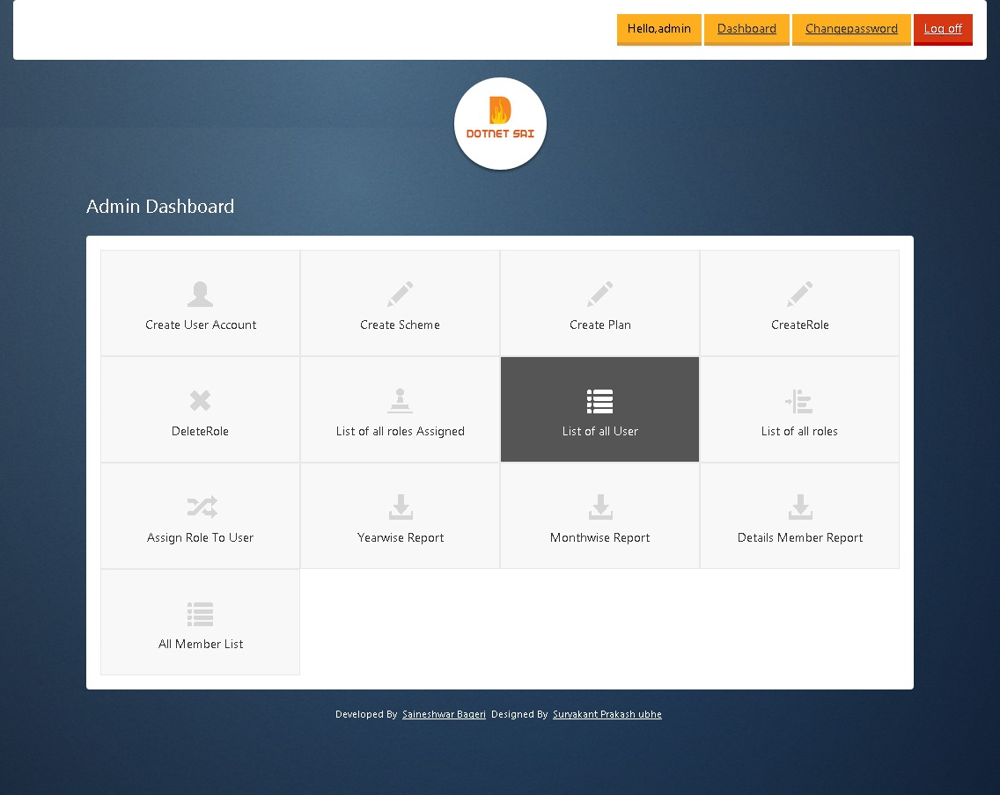 Hello,admin Dashboard Changepassword Log off
D
DOTNET SAI
Admin Dashboard
Create User Account Create Scheme Create Plan CreateRole
DeleteRole List of all roles Assigned List of all User List of all roles
Assign Role To User Yearwise Report Monthwise Report Details Member Report
All Member List
Developed By Saineshwar Bageri Designed By Suryakant Prakash ubhe